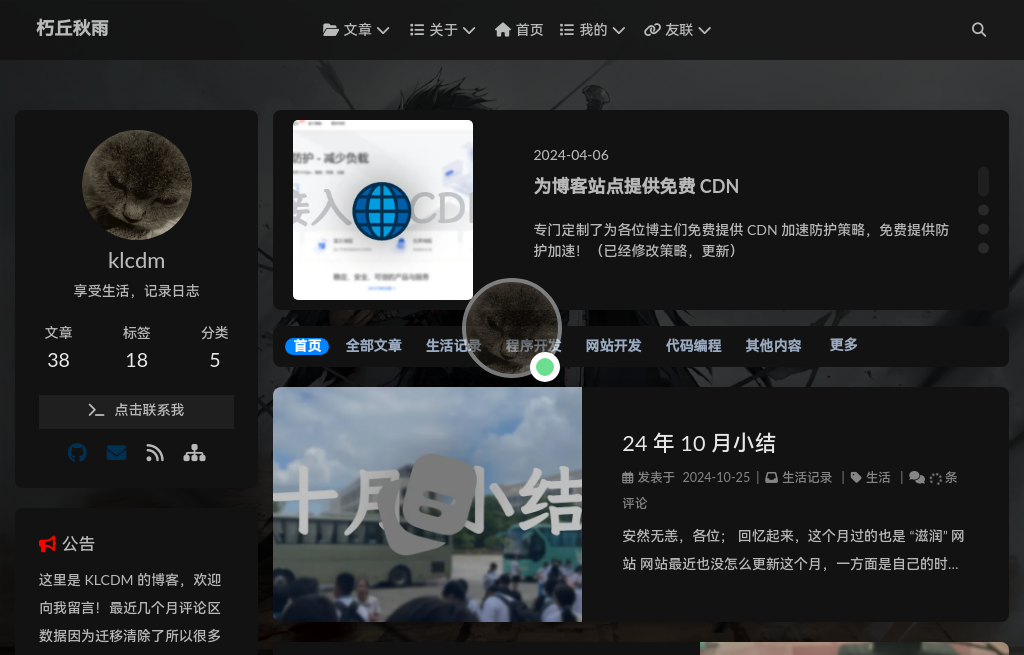 朽丘秋雨
文章 关于 首页 我的 友联
klcdm
享受生活，记录日志
文章 标签 分类
38 18 5
点击联系我
公告
这里是 KLCDM 的博客，欢迎
向我留言！最近几个月评论区
数据因为迁移清除了所以很多
防护 - 减少负载
接入 CD
稳定、安全、可信的产品与服务
2024-04-06
为博客站点提供免费 CDN
专门定制了为各位博主们免费提供 CDN 加速防护策略，免费提供防
护加速！（已经修改策略，更新）
首页 全部文章 生活记录 程序开发 网站开发 代码编程 其他内容 更多
十月小结
24 年 10 月小结
发表于 2024-10-25 | 生活记录 | 生活 | 条
评论
安然无恙，各位； 回忆起来，这个月过的也是 “滋润” 网
站 网站最近也没怎么更新这个月，一方面是自己的时...